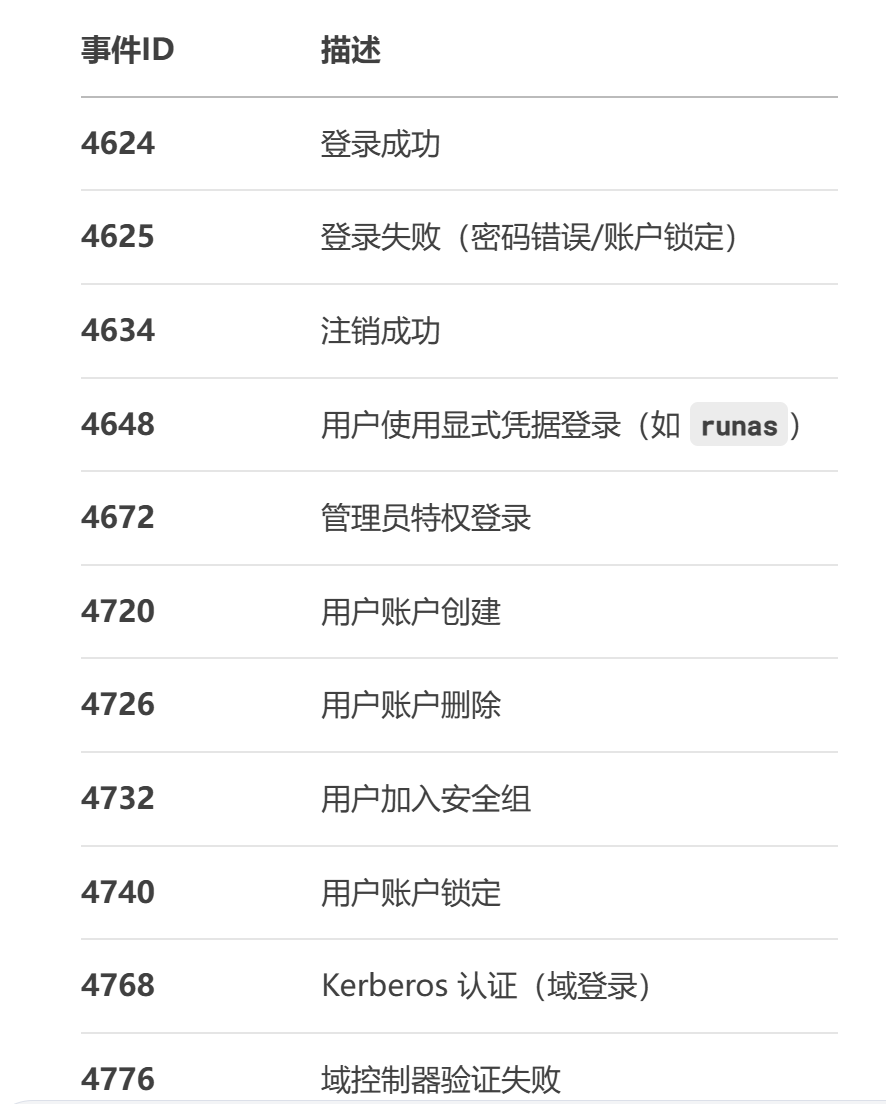 事件ID 描述
4624 登录成功
4625 登录失败（密码错误/账户锁定）
4634 注销成功
4648 用户使用显式凭据登录（如 runas）
4672 管理员特权登录
4720 用户账户创建
4726 用户账户删除
4732 用户加入安全组
4740 用户账户锁定
4768 Kerberos 认证（域登录）
4776 域控制器验证失败